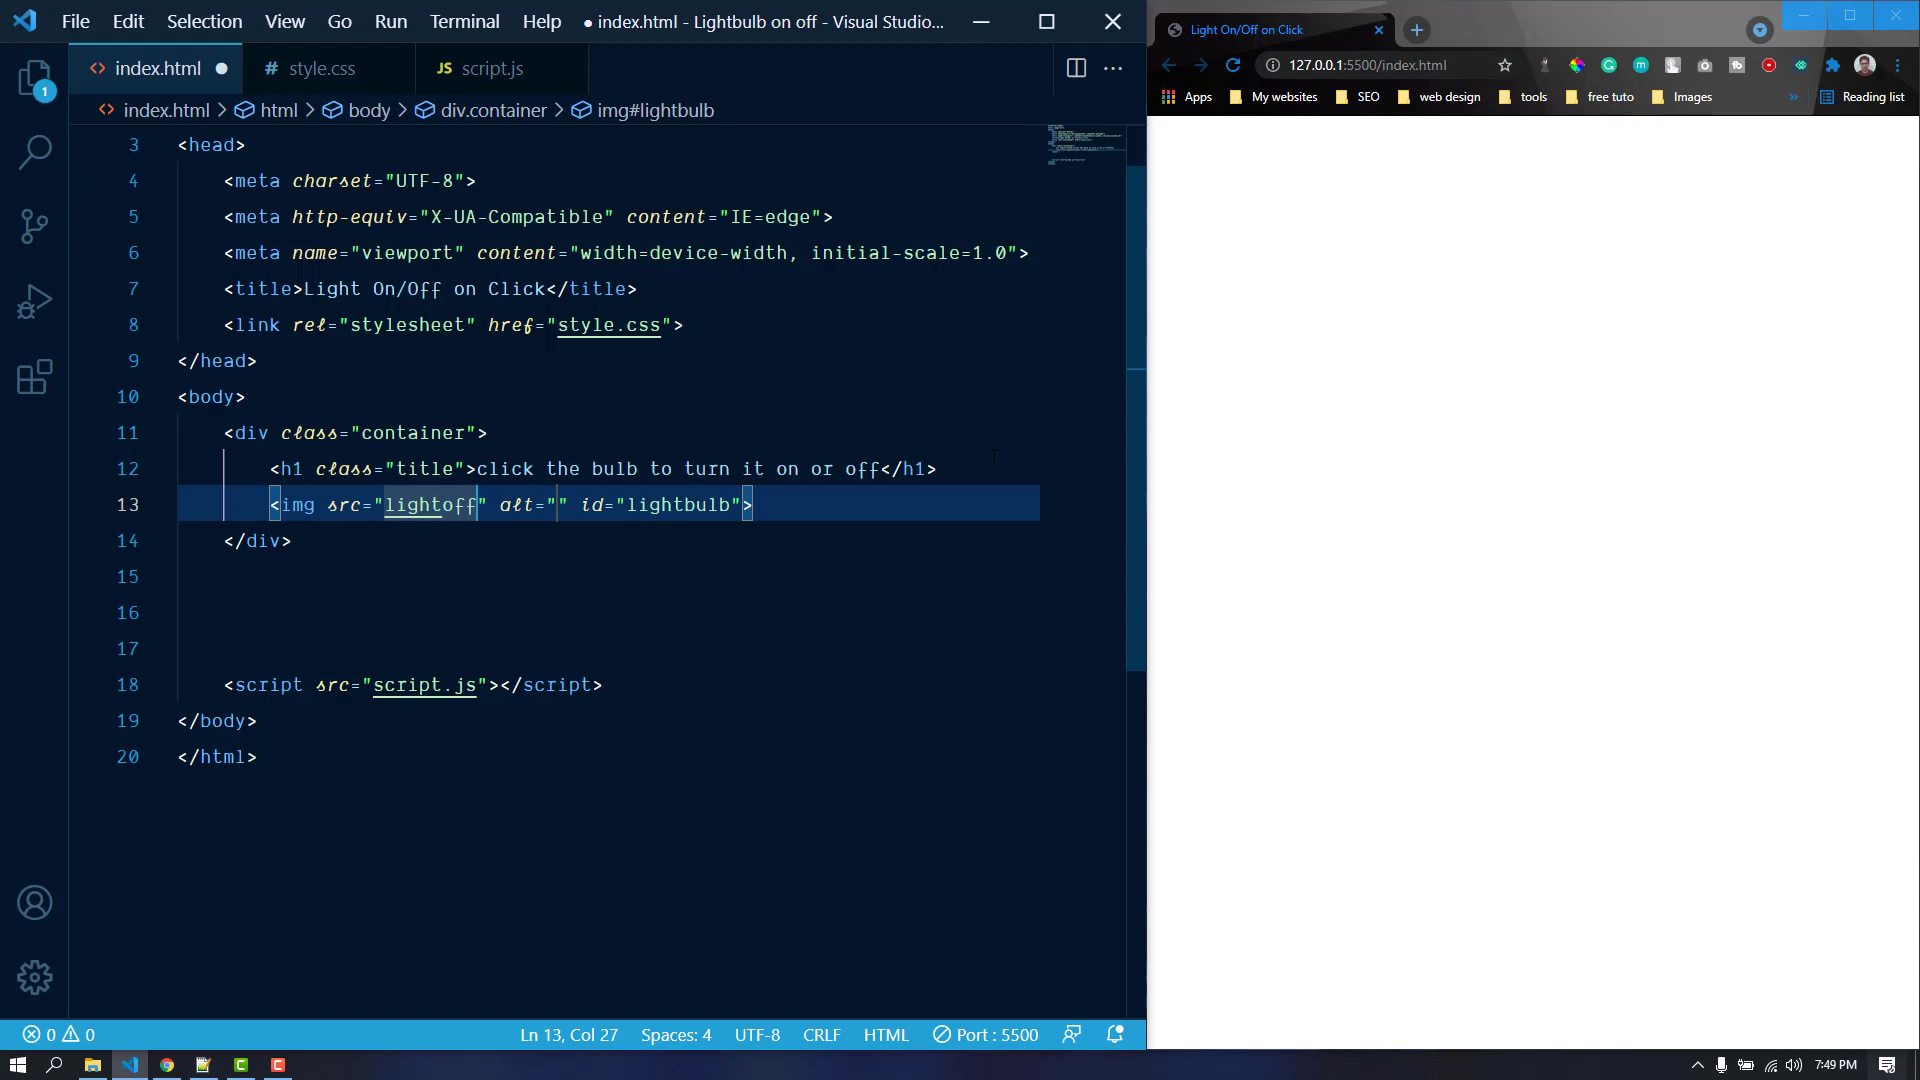 File Edit Selection View Go Run Terminal Help ● index.html - Lightbulb on off - Visual Studio...
<> index.html ●
# style.css
JS script.js
<> index.html > html > body > div.container > img#lightbulb
1
3 <head>
4 <meta charset="UTF-8">
5 <meta http-equiv="X-UA-Compatible" content="IE=edge">
6 <meta name="viewport" content="width=device-width, initial-scale=1.0">
7 <title>Light On/Off on Click</title>
8 <link rel="stylesheet" href="style.css">
9 </head>
10 <body>
11 <div class="container">
12 <h1 class="title">click the bulb to turn it on or off</h1>
13 <img src="lightoff" alt="" id="lightbulb">
14 </div>
15
16
17
18 <script src="script.js"></script>
19 </body>
20 </html>
0 0
Ln 13, Col 27 Spaces: 4 UTF-8 CRLF HTML Port : 5500
Light On/Off on Click
127.0.0.1:5500/index.html
Apps My websites SEO web design tools free tuto Images » Reading list
7:49 PM